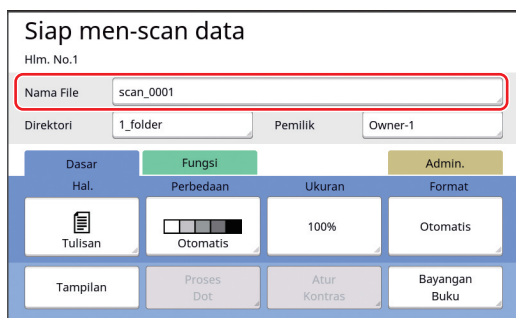 Siap men-scan data
Hlm. No.1
Nama File scan_0001
Direktori 1_folder Pemilik Owner-1
Dasar Fungsi Admin.
Hal. Perbedaan Ukuran Format
Tulisan Otomatis 100% Otomatis
Tampilan Proses Dot Atur Kontras Bayangan Buku